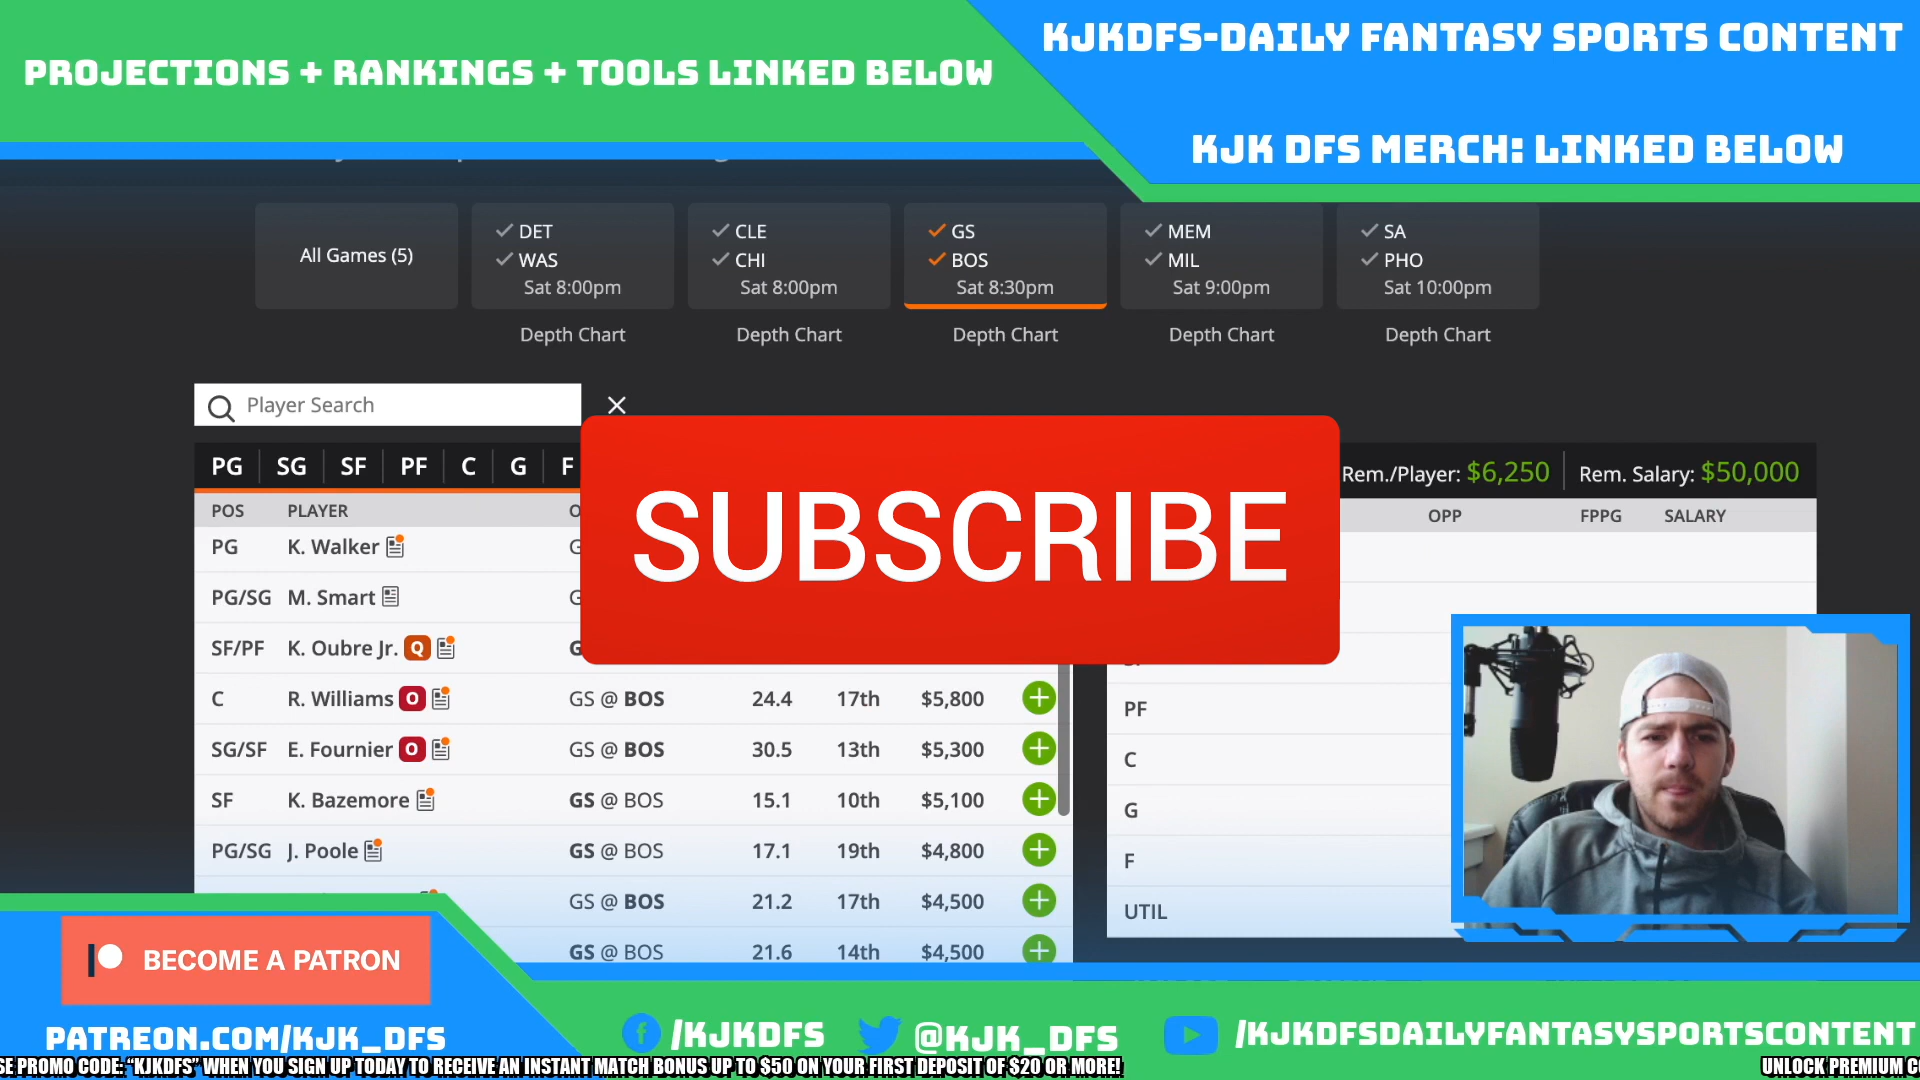 PROJECTIONS + RANKINGS + TOOLS LINKED BELOW
KJKDFS-DAILY FANTASY SPORTS CONTENT
KJK DFS MERCH: LINKED BELOW
All Games (5)
DET
WAS
Sat 8:00pm
Depth Chart
CLE
CHI
Sat 8:00pm
Depth Chart
GS
BOS
Sat 8:30pm
Depth Chart
MEM
MIL
Sat 9:00pm
Depth Chart
SA
PHO
Sat 10:00pm
Depth Chart
Player Search
PG SG SF PF C G F
Rem./Player: $6,250 Rem. Salary: $50,000
POS PLAYER
OPP FPPG SALARY
PG K. Walker
PG/SG M. Smart
SF/PF K. Oubre Jr. Q
C R. Williams O GS @ BOS 24.4 17th $5,800
SG/SF E. Fournier O GS @ BOS 30.5 13th $5,300
SF K. Bazemore GS @ BOS 15.1 10th $5,100
PG/SG J. Poole GS @ BOS 17.1 19th $4,800
GS @ BOS 21.2 17th $4,500
GS @ BOS 21.6 14th $4,500
SUBSCRIBE
PF
C
G
F
UTIL
BECOME A PATRON
PATREON.COM/KJK_DFS
/KJKDFS
@KJK_DFS
/KJKDFSDAILYFANTASYSPORTSCONTENT
PROMO CODE: "KJKDFS" WHEN YOU SIGN UP TODAY TO RECEIVE AN INSTANT MATCH BONUS UP TO $50 ON YOUR FIRST DEPOSIT OF $20 OR MORE!
UNLOCK PREMIUM